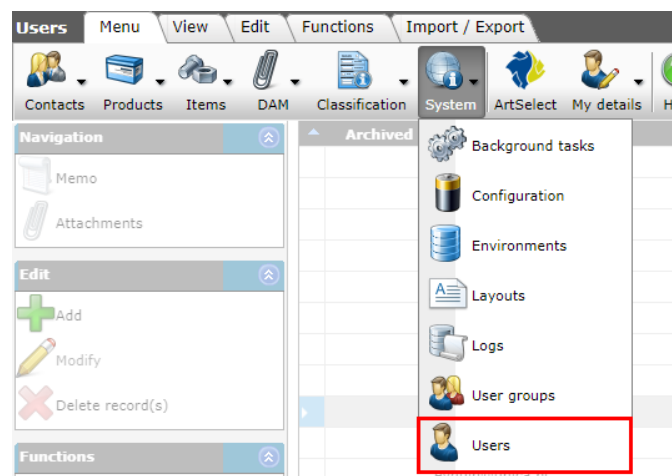 Users Menu View Edit Functions Import / Export
Contacts Products Items DAM Classification System ArtSelect My details
Navigation
Archived
Memo
Attachments
Edit
Add
Modify
Delete record(s)
Functions
Background tasks
Configuration
Environments
Layouts
Logs
User groups
Users